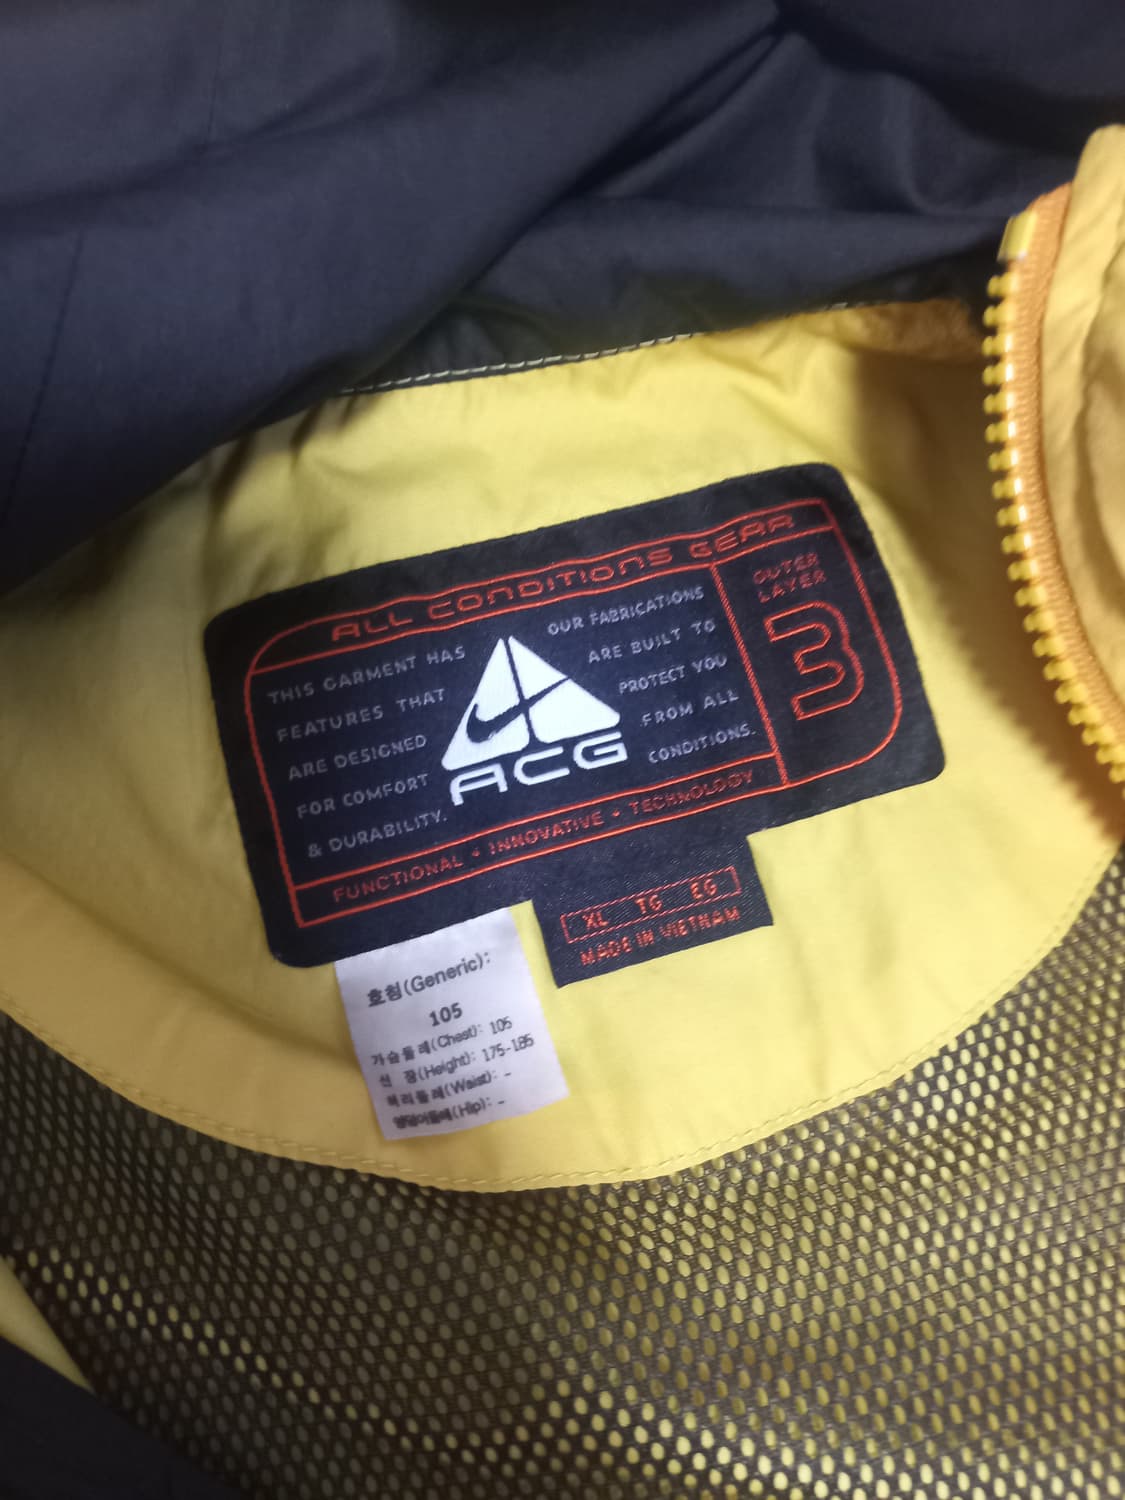 ALL CONDITIONS GEAR
THIS GARMENT HAS
FEATURES THAT
ARE DESIGNED
FOR COMFORT
& DURABILITY.
ACG
OUR FABRICATIONS
ARE BUILT TO
PROTECT YOU
FROM ALL
CONDITIONS.
OUTER
LAYER
3
FUNCTIONAL • INNOVATIVE • TECHNOLOGY
XL TG EG
MADE IN VIETNAM
호칭(Generic):
105
가슴둘레(Chest): 105
신 장(Height): 175-185
허리둘레(Waist): -
엉덩이둘레(Hip): -